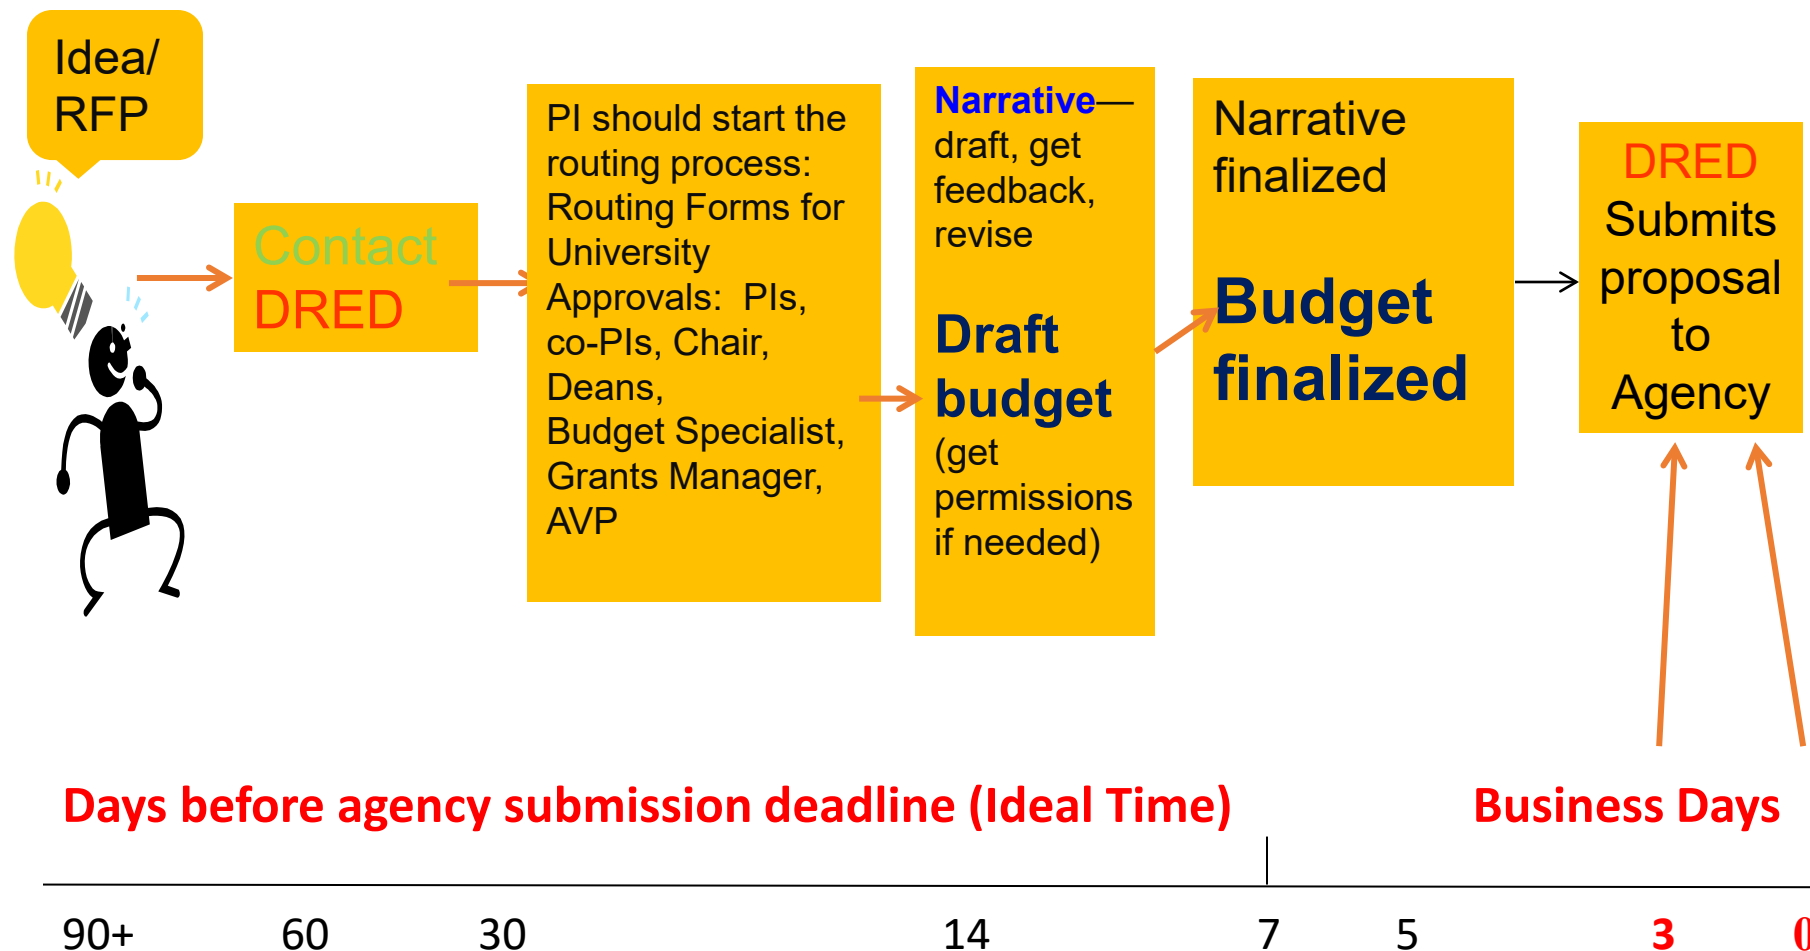 Idea/
RFP
Contact
DRED
PI should start the
routing process:
Routing Forms for
University
Approvals:  PIs,
co-PIs, Chair,
Deans,
Budget Specialist,
Grants Manager,
AVP
Narrative—
draft, get
feedback,
revise
Draft
budget
(get
permissions
if needed)
Narrative
finalized
Budget
finalized
DRED
Submits
proposal
to
Agency
Days before agency submission deadline (Ideal Time)
Business Days
90+ 60 30 14 7 5 3 0